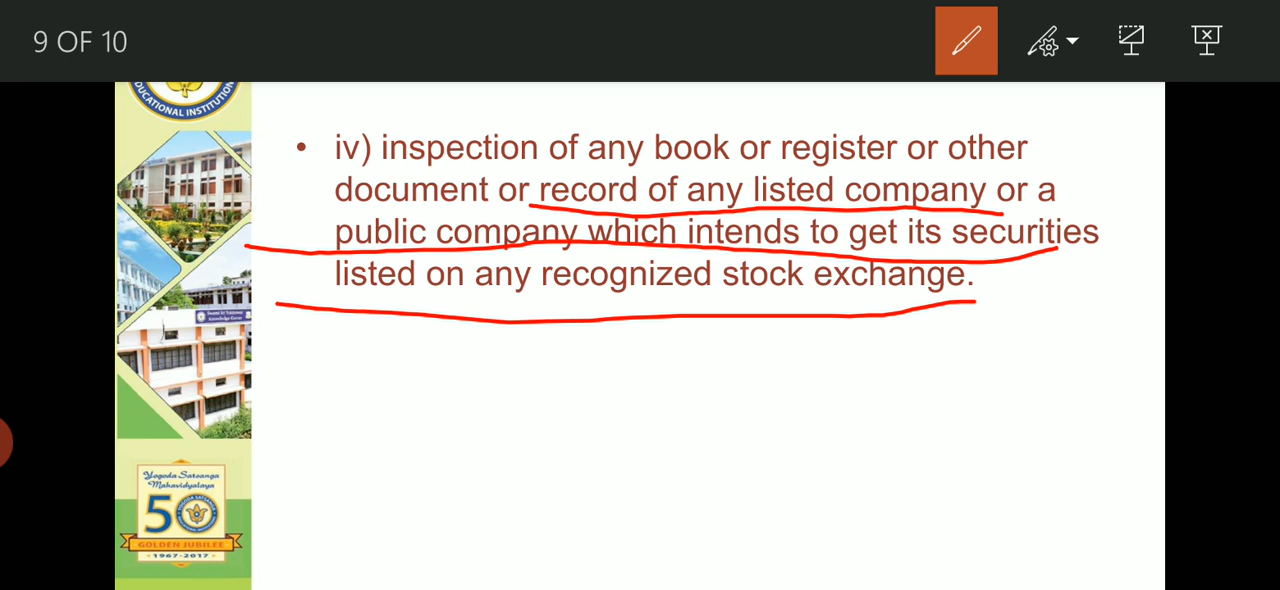 9 OF 10
UCATIONAL INSTITUTION
• iv) inspection of any book or register or other
document or record of any listed company or a
public company which intends to get its securities
listed on any recognized stock exchange.
Yogoda Satsanga
Mahavidyalaya
50
GOLDEN JUBILEE
-1967-2017-